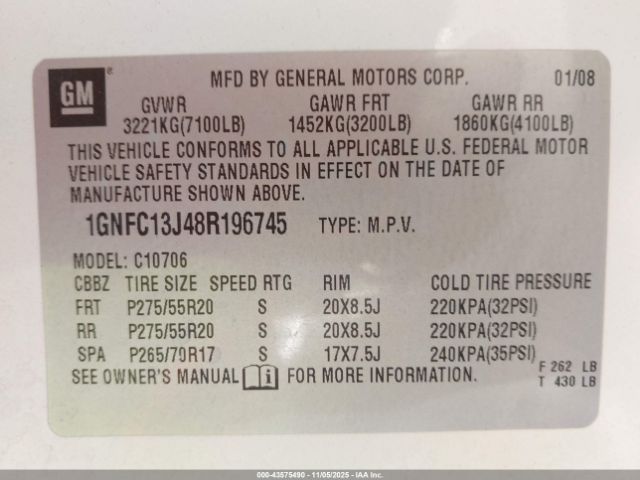 GM
MFD BY GENERAL MOTORS CORP. 01/08
GVWR GAWR FRT GAWR RR
3221KG(7100LB) 1452KG(3200LB) 1860KG(4100LB)
THIS VEHICLE CONFORMS TO ALL APPLICABLE U.S. FEDERAL MOTOR
VEHICLE SAFETY STANDARDS IN EFFECT ON THE DATE OF
MANUFACTURE SHOWN ABOVE.
1GNFC13J48R196745 TYPE: M.P.V.
MODEL: C10706
CBBZ TIRE SIZE SPEED RTG RIM COLD TIRE PRESSURE
FRT P275/55R20 S 20X8.5J 220KPA(32PSI)
RR P275/55R20 S 20X8.5J 220KPA(32PSI)
SPA P265/70R17 S 17X7.5J 240KPA(35PSI)
SEE OWNER'S MANUAL i FOR MORE INFORMATION.
F 262 LB
T 430 LB
000-43575490 - 11/05/2025 - IAA Inc.